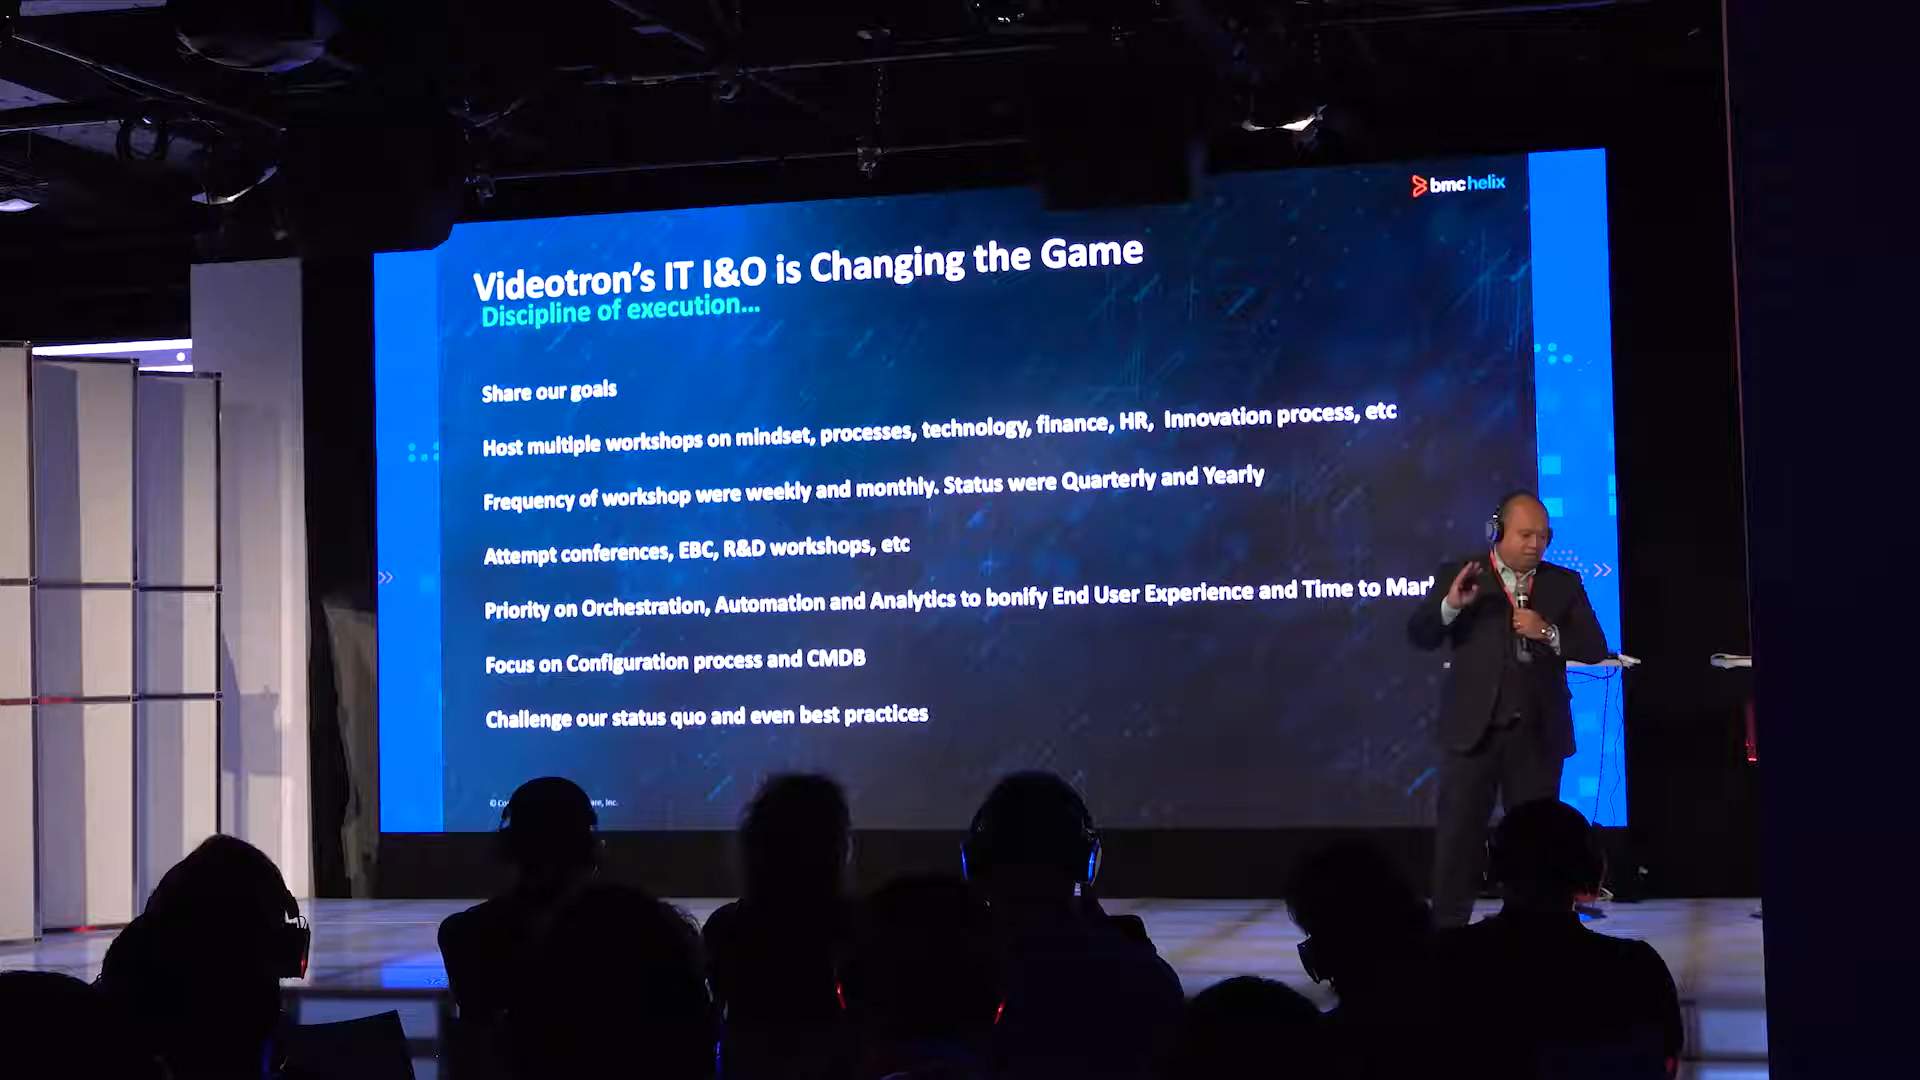 bmchelix
Videotron's IT I&O is Changing the Game
Discipline of execution...
Share our goals
Host multiple workshops on mindset, processes, technology, finance, HR, Innovation process, etc
Frequency of workshop were weekly and monthly. Status were Quarterly and Yearly
Attempt conferences, EBC, R&D workshops, etc
Priority on Orchestration, Automation and Analytics to bonify End User Experience and Time to
Focus on Configuration process and CMDB
Challenge our status quo and even best practices
Inc.